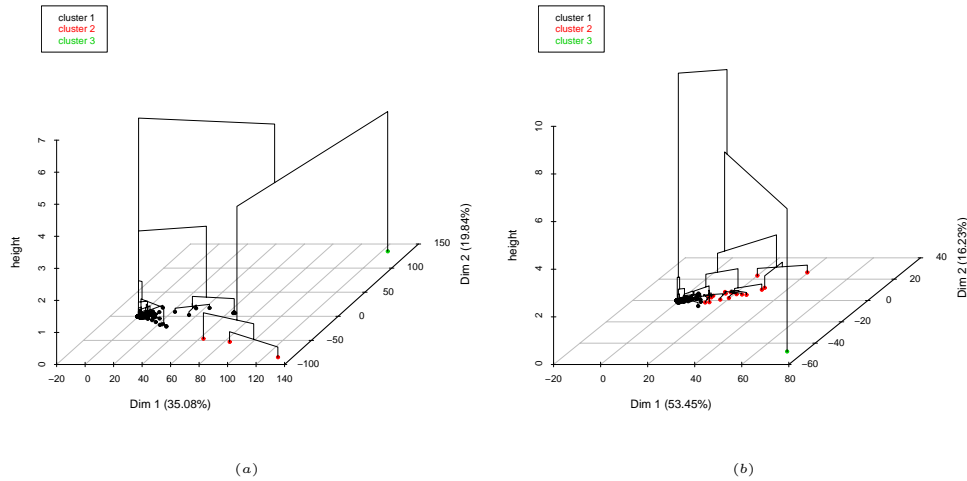 cluster 1
cluster 2
cluster 3
height
0
1
2
3
4
5
6
7
−20
0
20
40
60
80
100
120
140
Dim 1 (35.08%)
−100
−50
0
50
100
150
Dim 2 (19.84%)
(a)
cluster 1
cluster 2
cluster 3
height
0
2
4
6
8
10
−20
0
20
40
60
80
Dim 1 (53.45%)
−60
−40
−20
0
20
40
Dim 2 (16.23%)
(b)